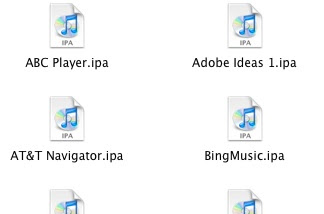 IPA
IPA
ABC Player.ipa
Adobe Ideas 1.ipa
IPA
IPA
AT&T Navigator.ipa
BingMusic.ipa